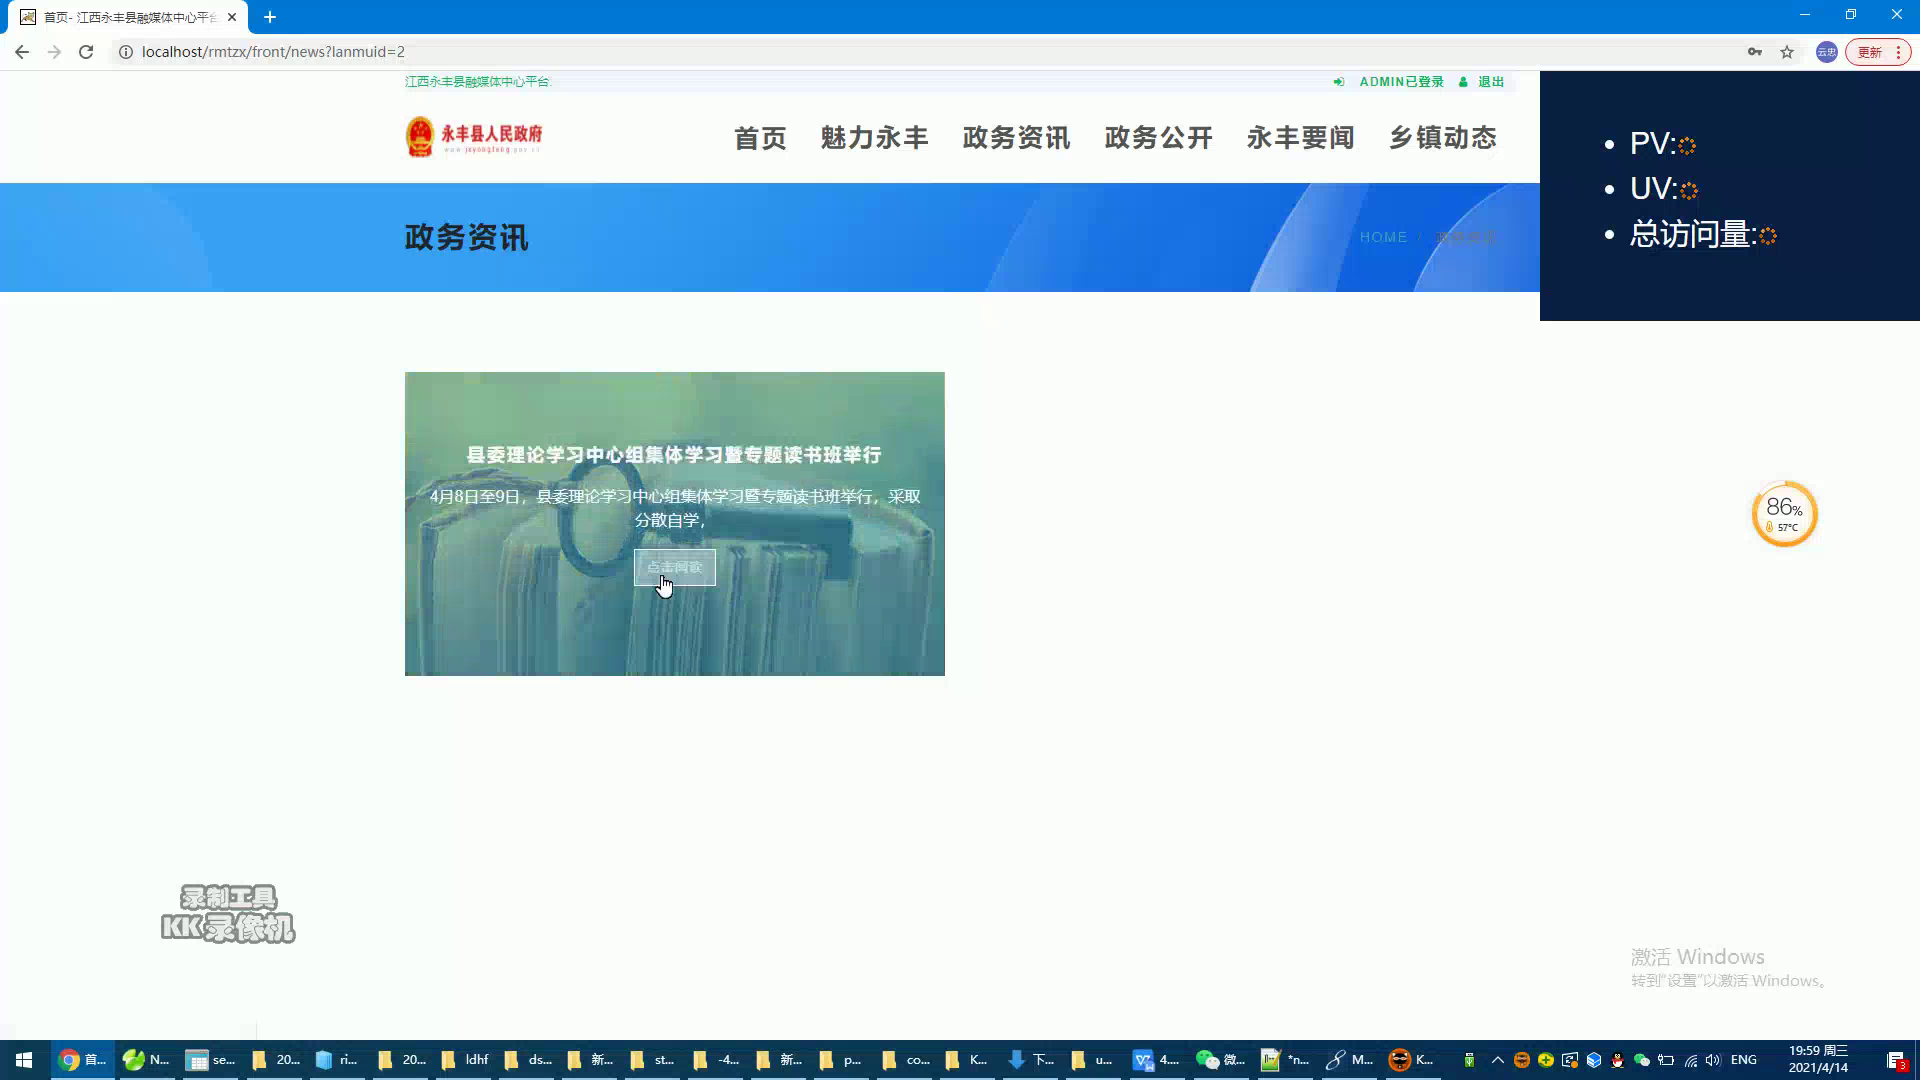 首页- 江西永丰县融媒体中心平台
localhost/rmtzx/front/news?lanmuid=2
云忠
更新
江西永丰县融媒体中心平台.
ADMIN已登录
退出
永丰县人民政府
首页
魅力永丰
政务资讯
政务公开
永丰要闻
乡镇动态
PV:
UV:
总访问量:
政务资讯
HOME /
县委理论学习中心组集体学习暨专题读书班举行
4月8日至9日，县委理论学习中心组集体学习暨专题读书班举行，采取
分散自学，
点击阅读
86%
57°C
录制工具
KK录像机
激活 Windows
转到"设置"以激活 Windows。
首...
N...
se...
20...
ri...
20...
ldhf
ds...
新...
st...
-4...
新...
p...
co...
K...
下...
u...
4....
微...
*n...
M...
K...
ENG
19:59 周三
2021/4/14
3